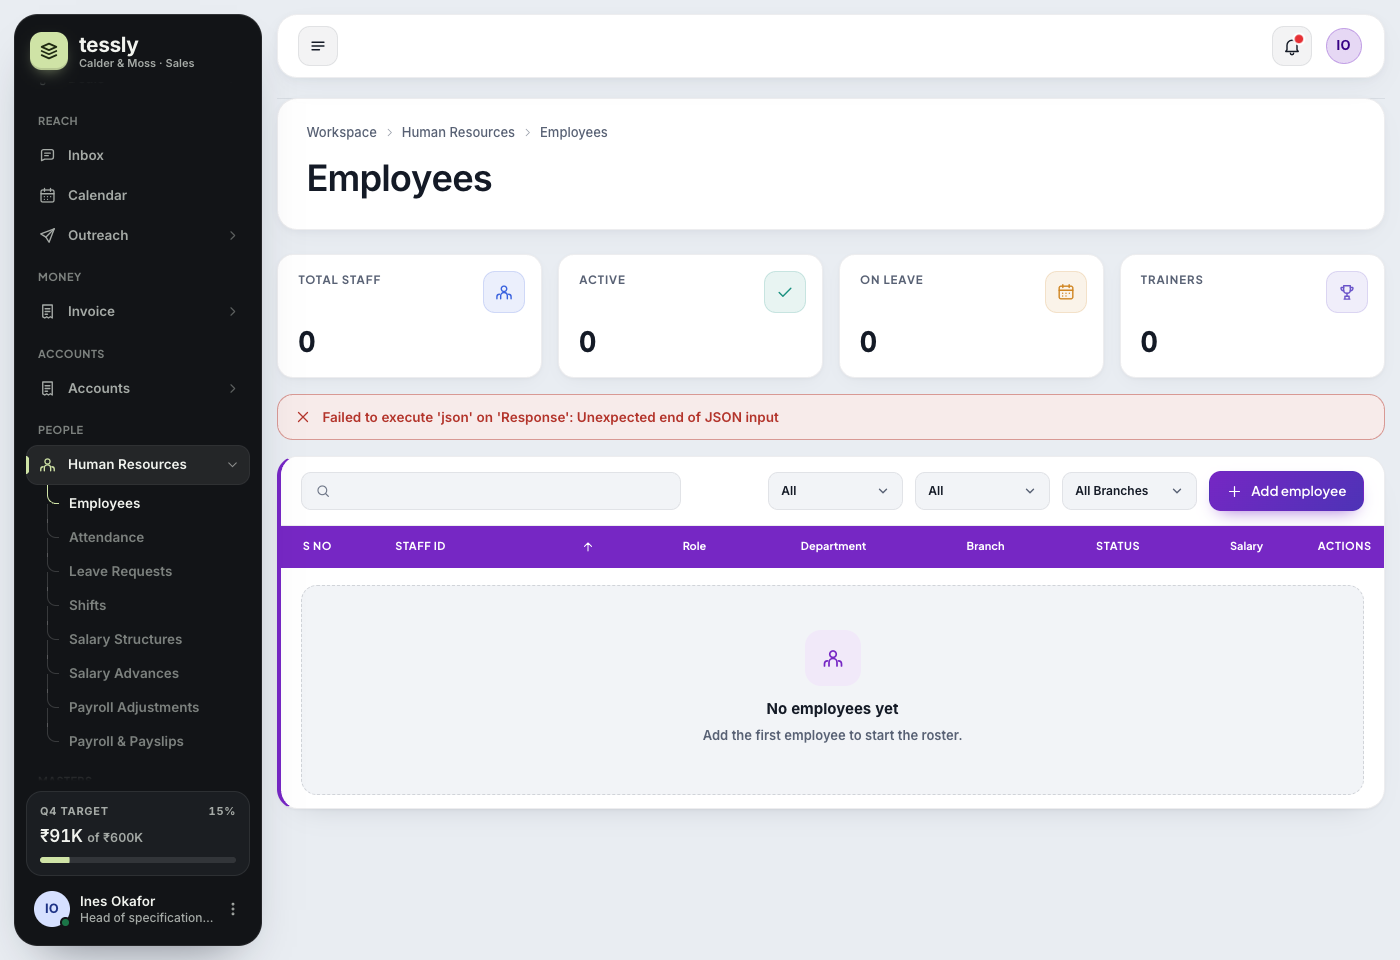 tessly
Calder & Moss · Sales
REACH
Inbox
Calendar
Outreach
MONEY
Invoice
ACCOUNTS
Accounts
PEOPLE
Human Resources
Employees
Attendance
Leave Requests
Shifts
Salary Structures
Salary Advances
Payroll Adjustments
Payroll & Payslips
MASTERS
Q4 TARGET 15%
₹91K of ₹600K
IO
Ines Okafor
Head of specification...
IO
Workspace > Human Resources > Employees
Employees
TOTAL STAFF
0
ACTIVE
0
ON LEAVE
0
TRAINERS
0
Failed to execute 'json' on 'Response': Unexpected end of JSON input
All All All Branches Add employee
S NO STAFF ID Role Department Branch STATUS Salary ACTIONS
No employees yet
Add the first employee to start the roster.